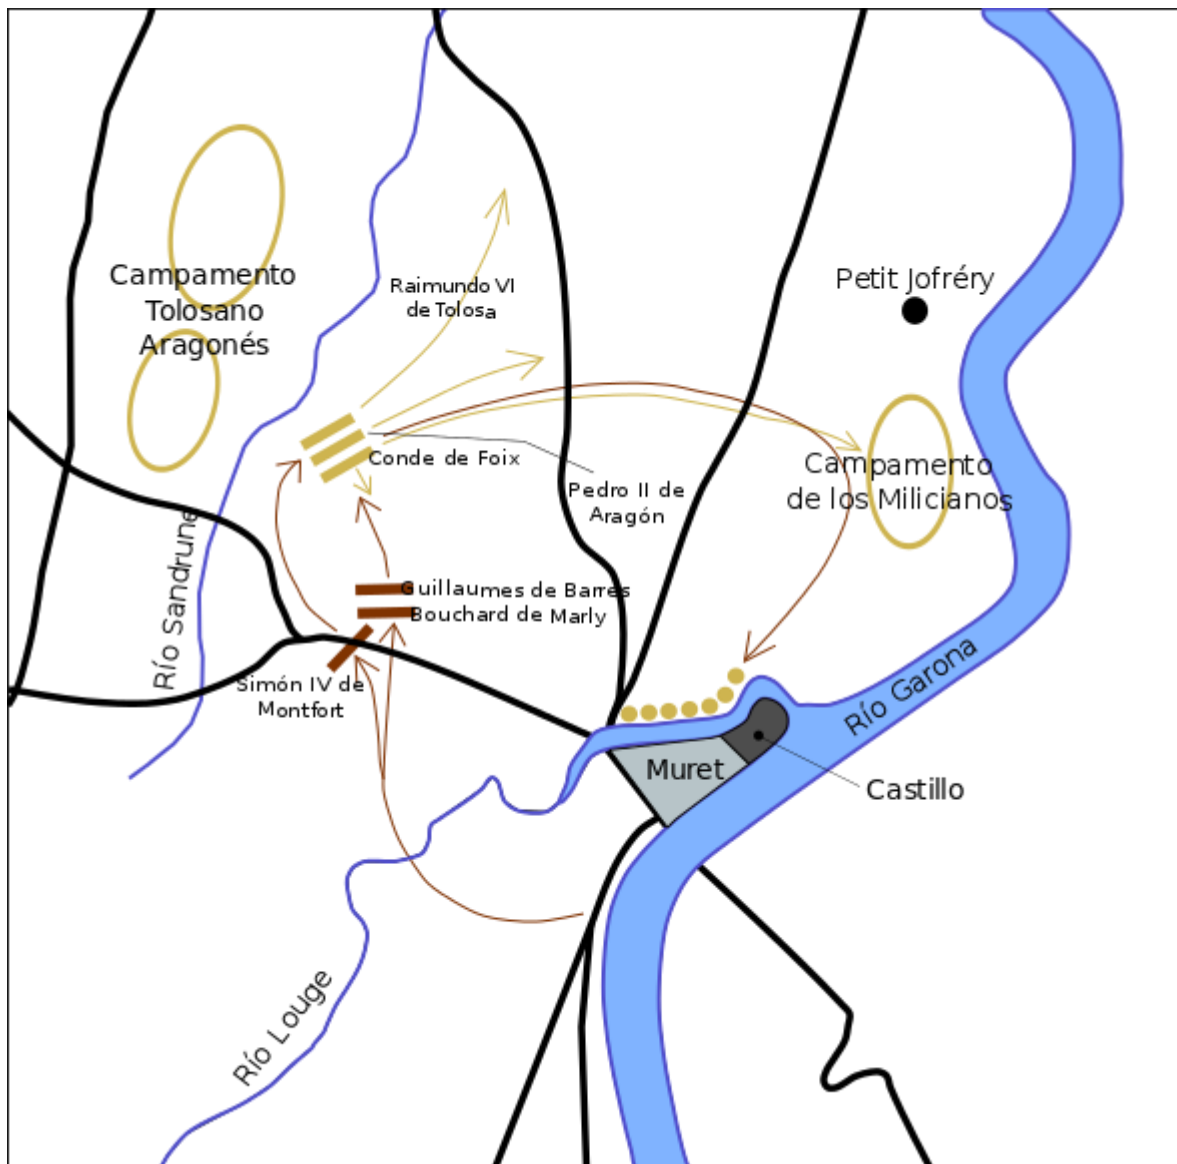 Campamento
Tolosano
Aragonés
Raimundo VI
de Tolosa
Petit Jofréry
Conde de Foix
Pedro II de
Aragón
Campamento
de los Milicianos
Río Sandrune
Guillaumes de Barres
Bouchard de Marly
Simón IV de
Montfort
Río Garona
Muret
Castillo
Río Louge